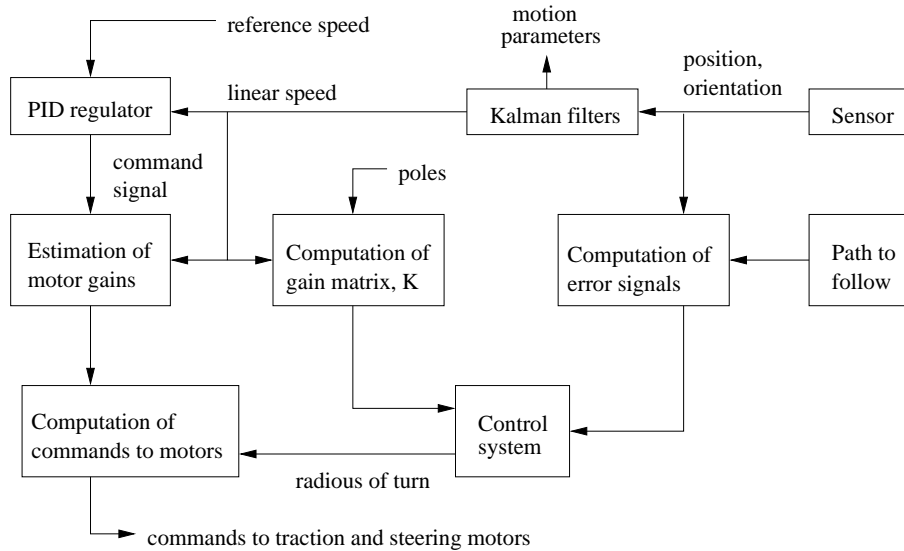 reference speed
motion
parameters
position,
orientation
PID regulator
linear speed
Kalman filters
Sensor
command
signal
poles
Estimation of
motor gains
Computation of
gain matrix, K
Computation of
error signals
Path to
follow
Computation of
commands to motors
Control
system
radious of turn
commands to traction and steering motors